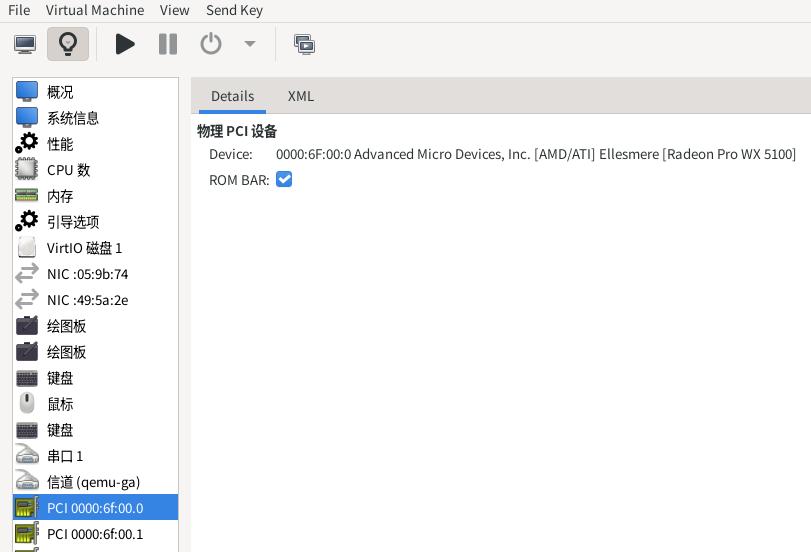 File Virtual Machine View Send Key
概况
系统信息
性能
CPU 数
内存
引导选项
VirtIO 磁盘 1
NIC :05:9b:74
NIC :49:5a:2e
绘图板
绘图板
键盘
鼠标
键盘
串口 1
信道 (qemu-ga)
PCI 0000:6f:00.0
PCI 0000:6f:00.1
Details XML
物理 PCI 设备
Device: 0000:6F:00:0 Advanced Micro Devices, Inc. [AMD/ATI] Ellesmere [Radeon Pro WX 5100]
ROM BAR: